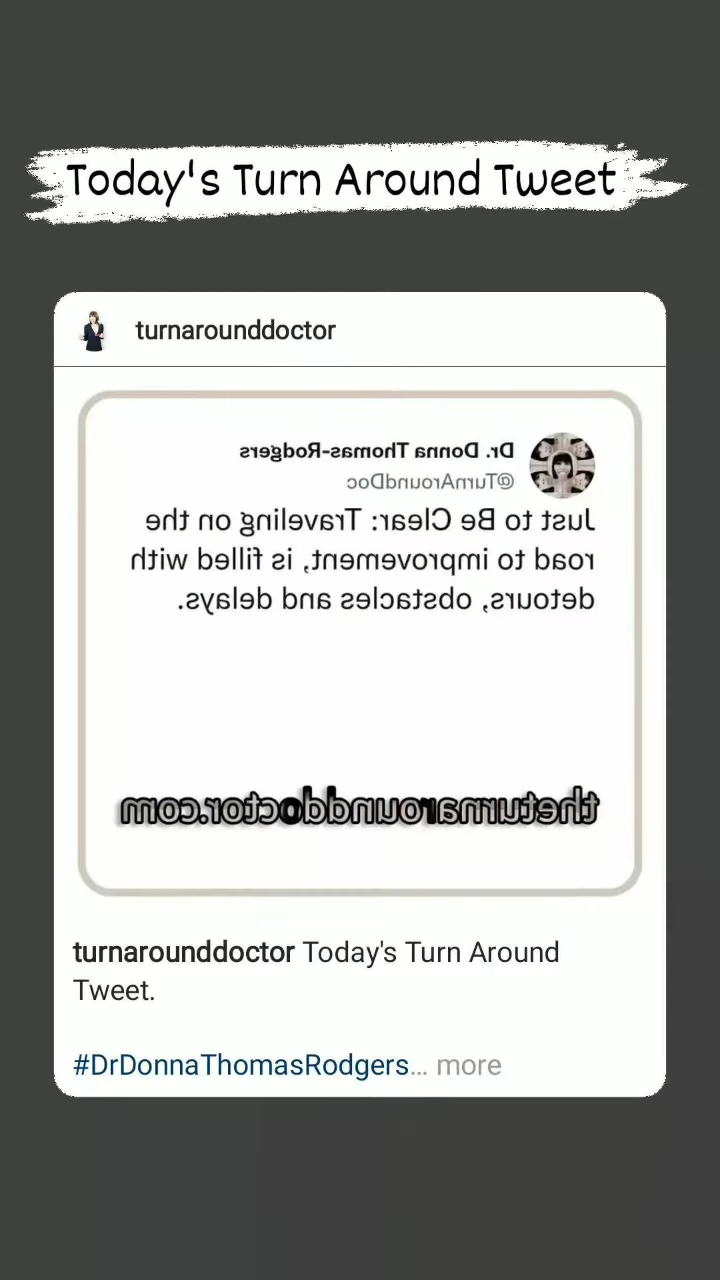 Today's Turn Around Tweet
turnarounddoctor
Dr. Donna Thomas-Rodgers
@TurnAroundDoc
Just to Be Clear: Traveling on the
road to improvement, is filled with
detours, obstacles and delays.
theturnarounddoctor.com
turnarounddoctor Today's Turn Around
Tweet.
#DrDonnaThomasRodgers... more